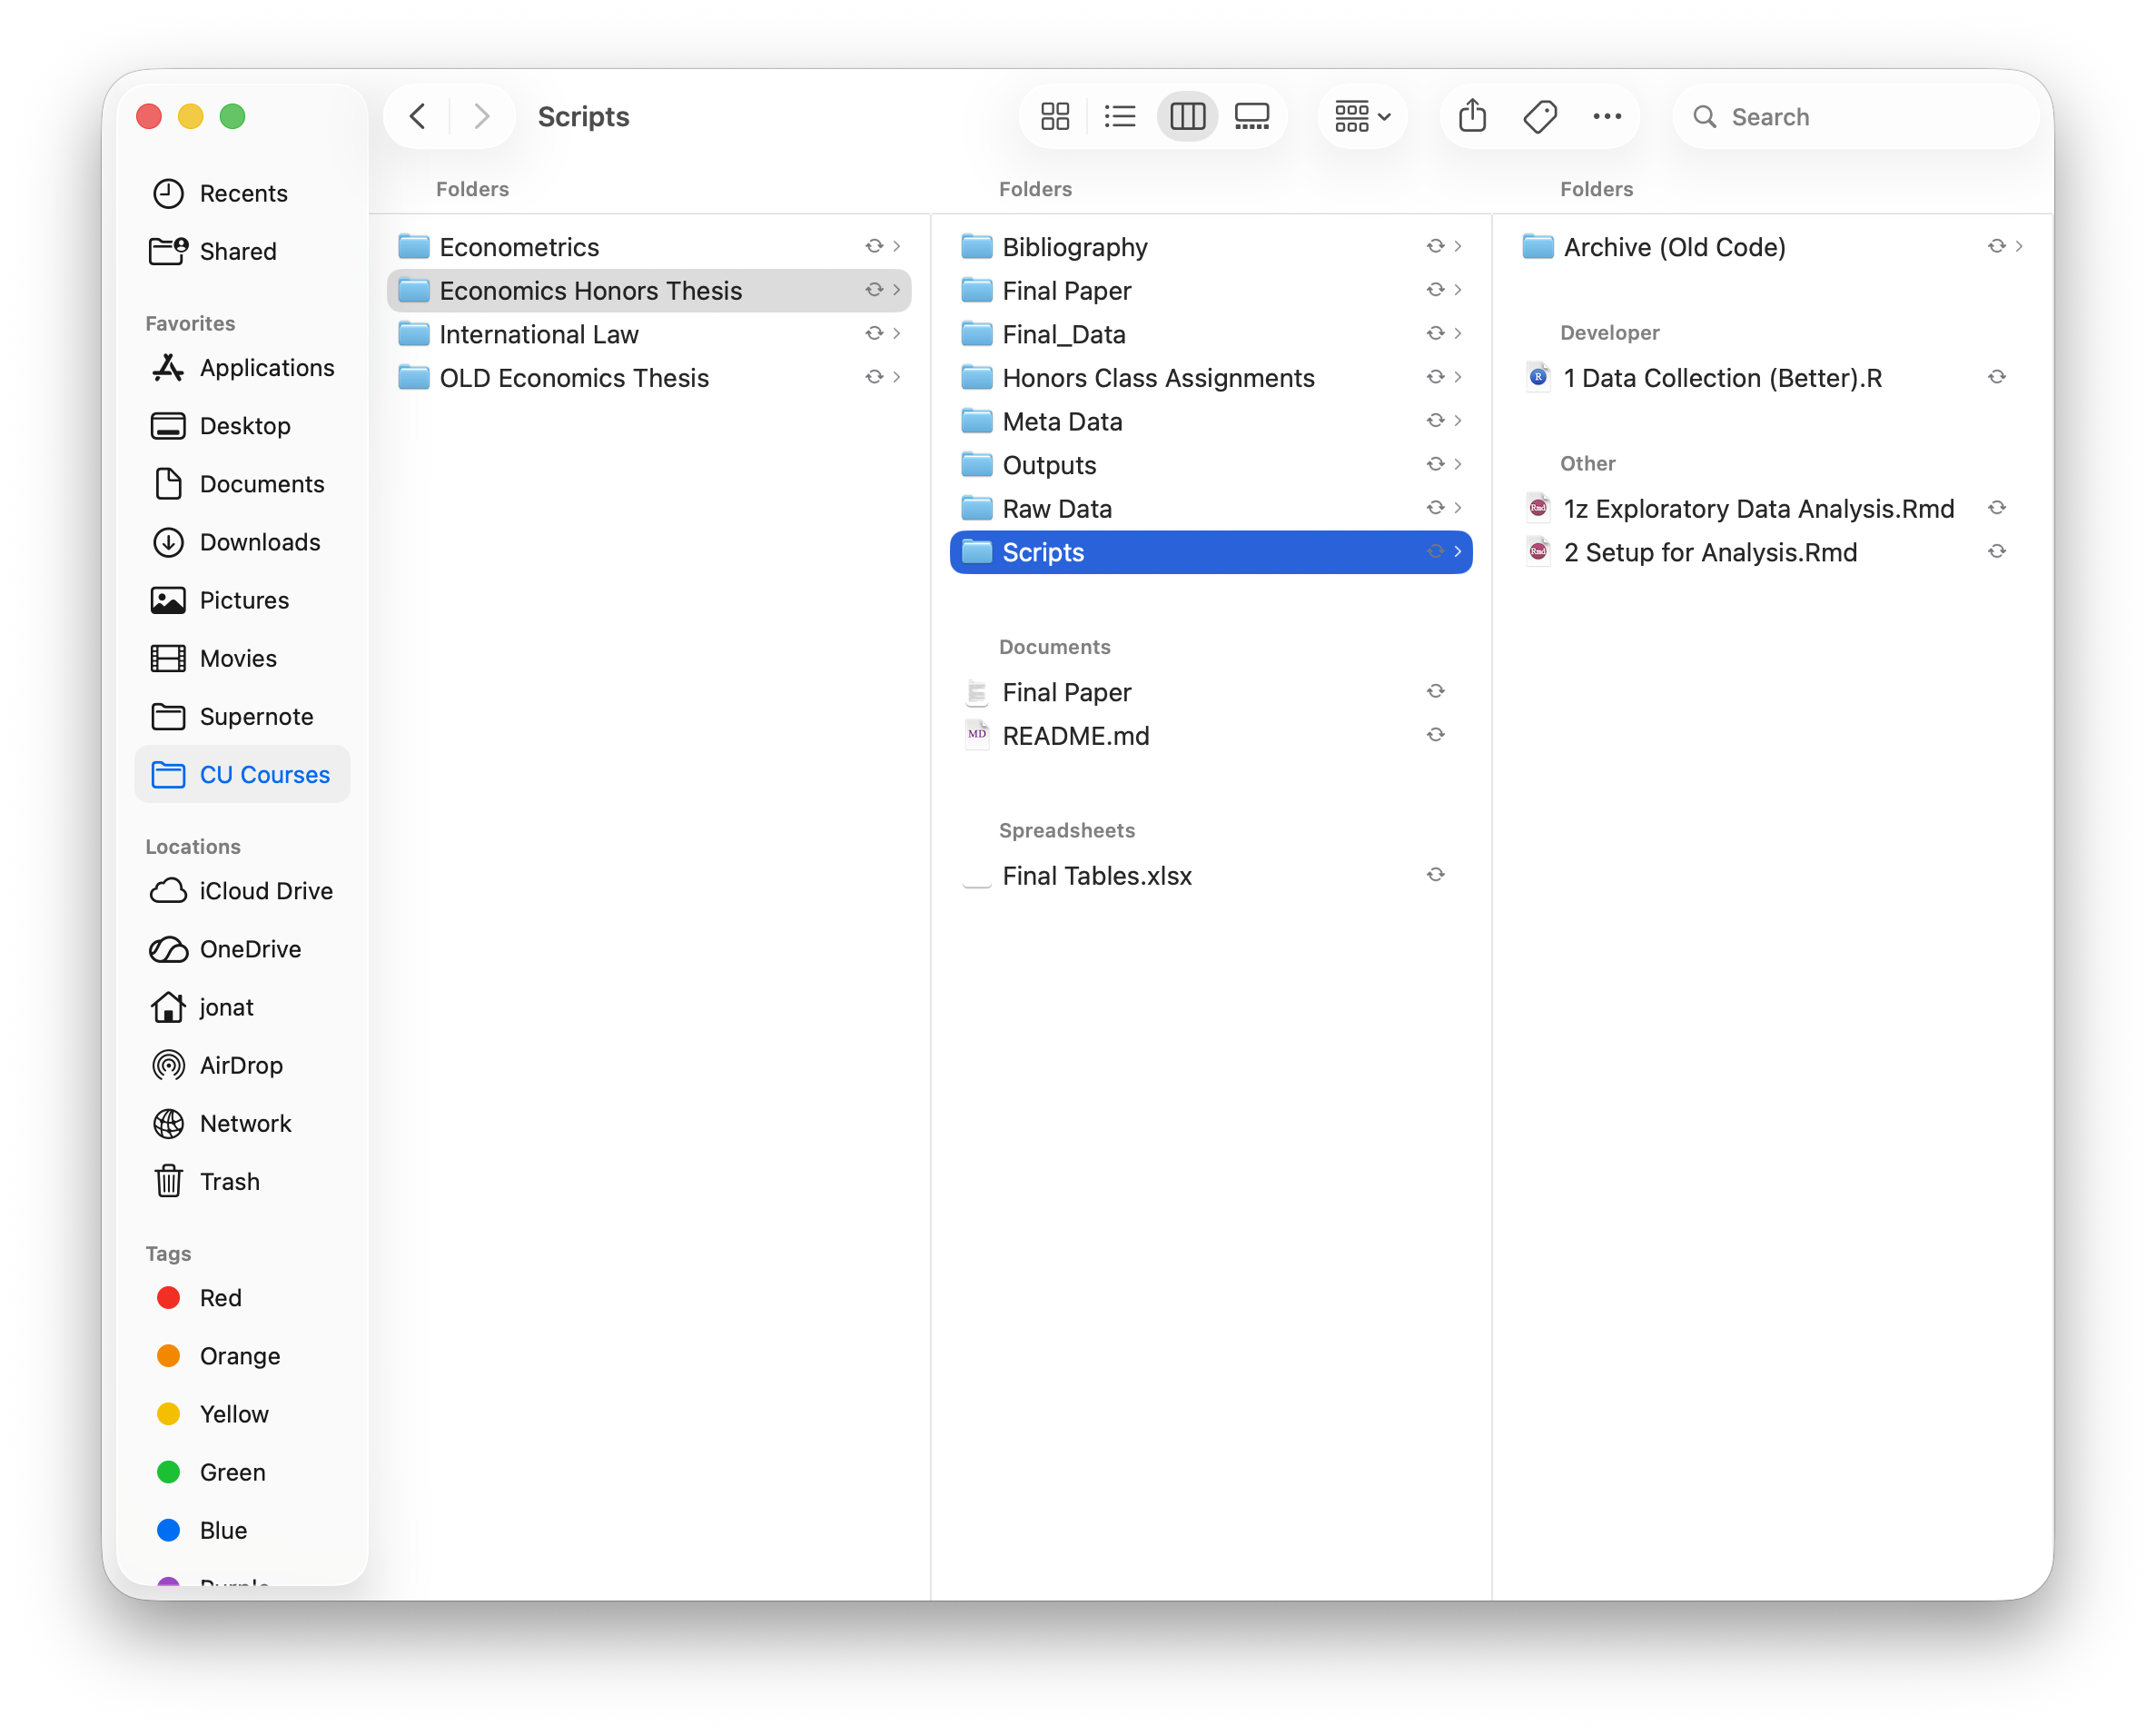 Scripts
Search
Recents
Shared
Favorites
Applications
Desktop
Documents
Downloads
Pictures
Movies
Supernote
CU Courses
Locations
iCloud Drive
OneDrive
jonat
AirDrop
Network
Trash
Tags
Red
Orange
Yellow
Green
Blue
Folders
Econometrics
Economics Honors Thesis
International Law
OLD Economics Thesis
Folders
Bibliography
Final Paper
Final_Data
Honors Class Assignments
Meta Data
Outputs
Raw Data
Scripts
Documents
Final Paper
MD
README.md
Spreadsheets
Final Tables.xlsx
Folders
Archive (Old Code)
Developer
R
1 Data Collection (Better).R
Other
Rmd
1z Exploratory Data Analysis.Rmd
Rmd
2 Setup for Analysis.Rmd